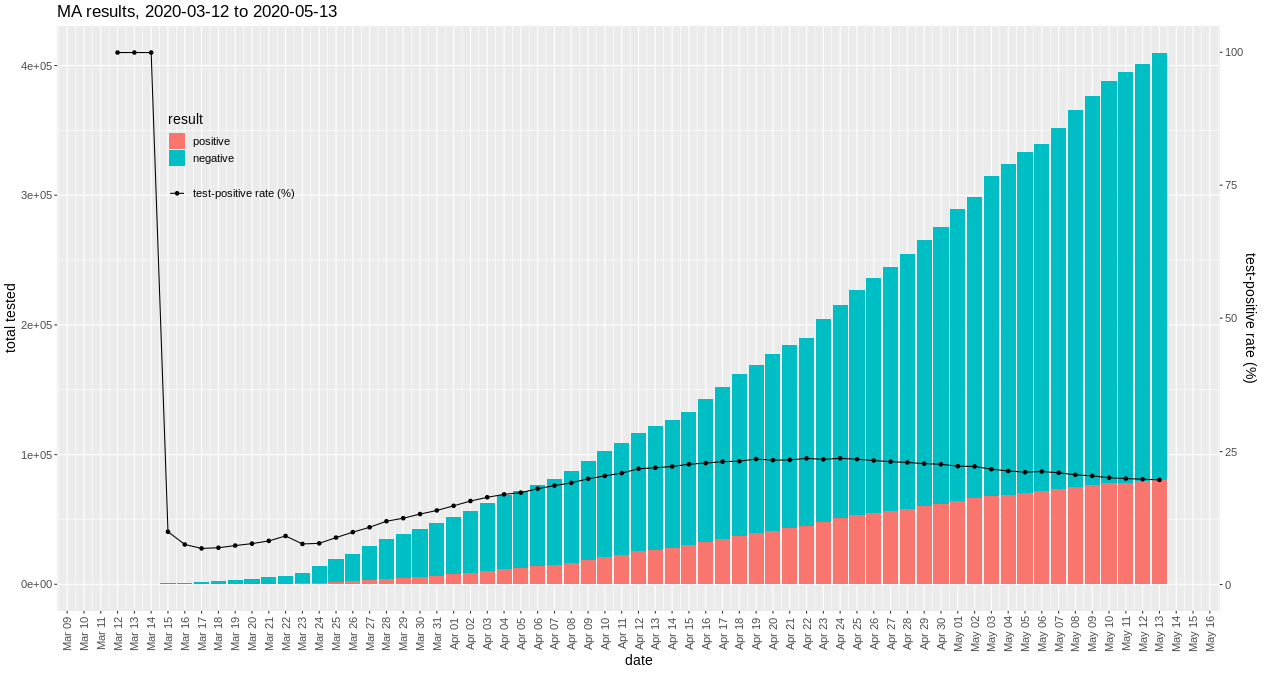 MA results, 2020-03-12 to 2020-05-13
total tested
4e+05
3e+05
2e+05
1e+05
0e+00
result
positive
negative
test-positive rate (%)
100
75
50
25
0
test-positive rate (%)
Mar 09
Mar 10
Mar 11
Mar 12
Mar 13
Mar 14
Mar 15
Mar 16
Mar 17
Mar 18
Mar 19
Mar 20
Mar 21
Mar 22
Mar 23
Mar 24
Mar 25
Mar 26
Mar 27
Mar 28
Mar 29
Mar 30
Mar 31
Apr 01
Apr 02
Apr 03
Apr 04
Apr 05
Apr 06
Apr 07
Apr 08
Apr 09
Apr 10
Apr 11
Apr 12
Apr 13
Apr 14
Apr 15
Apr 16
Apr 17
Apr 18
Apr 19
Apr 20
Apr 21
Apr 22
Apr 23
Apr 24
Apr 25
Apr 26
Apr 27
Apr 28
Apr 29
Apr 30
May 01
May 02
May 03
May 04
May 05
May 06
May 07
May 08
May 09
May 10
May 11
May 12
May 13
May 14
May 15
May 16
date